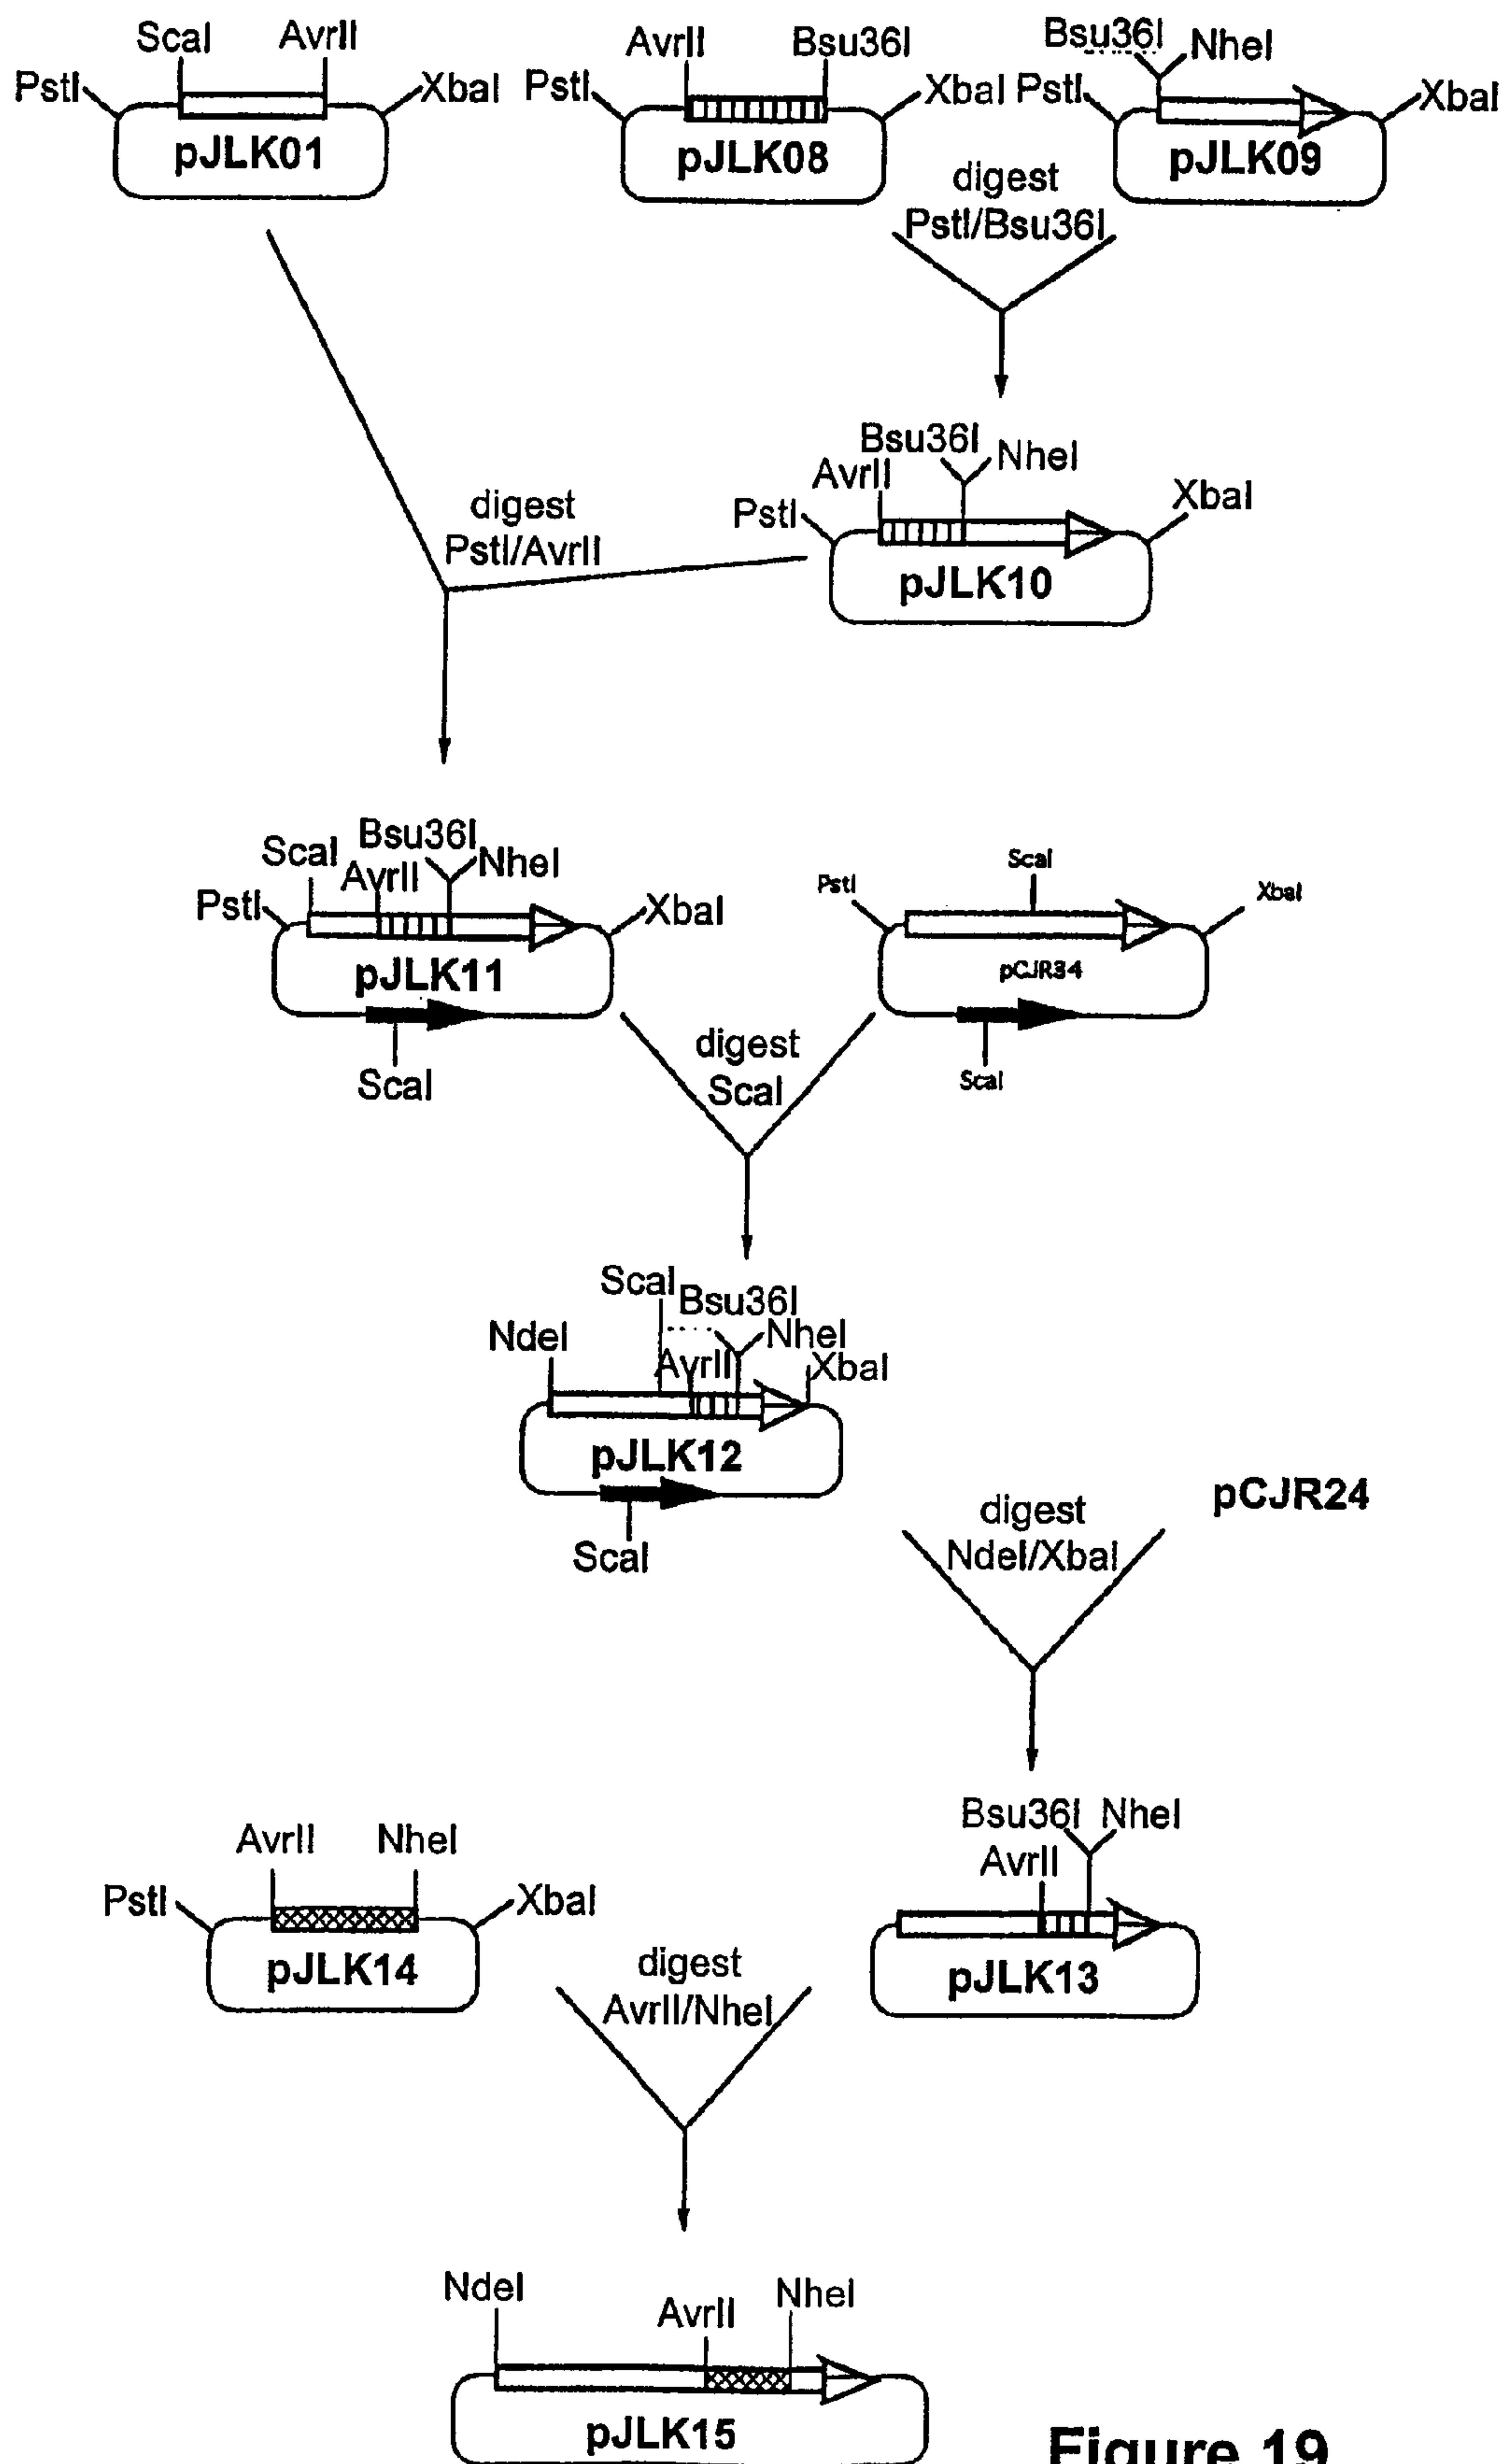 ScaI AvrII
PstI XbaI
pJLK01
AvrII Bsu36I
PstI XbaI
pJLK08
Bsu36I NheI
PstI XbaI
pJLK09
digest
PstI/Bsu36I
Bsu36I NheI
AvrII
PstI XbaI
pJLK10
digest
PstI/AvrII
Bsu36I
ScaI NheI
AvrII
PstI XbaI
pJLK11
ScaI
ScaI
PstI XbaI
pCJR34
ScaI
digest
ScaI
ScaI Bsu36I
NdeI NheI
AvrII XbaI
pJLK12
ScaI
pCJR24
digest
NdeI/XbaI
AvrII NheI
PstI XbaI
pJLK14
Bsu36I NheI
AvrII
pJLK13
digest
AvrII/NheI
NdeI NheI
AvrII
pJLK15
Figure 19